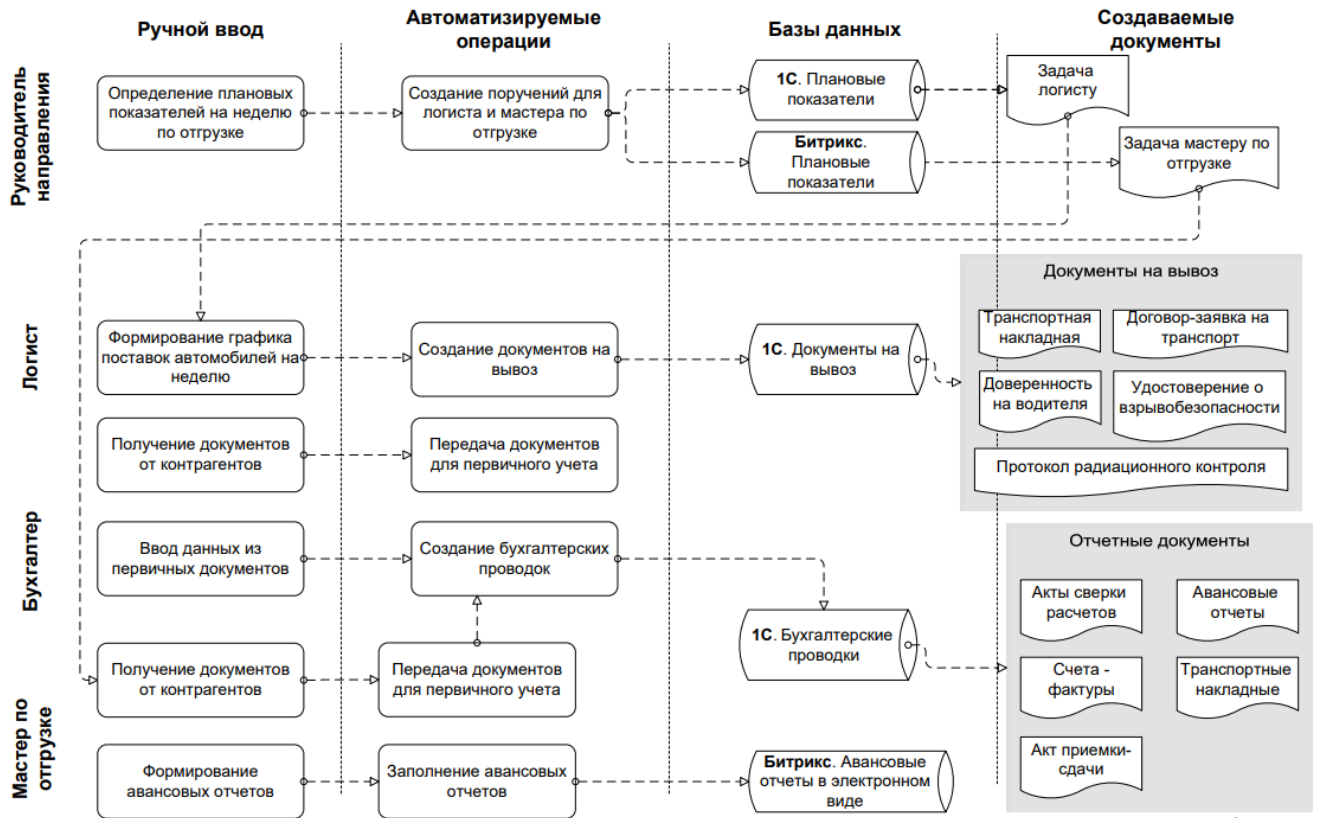 Ручной ввод
Автоматизируемые
операции
Базы данных
Создаваемые
документы
Руководитель
направления
Определение плановых
показателей на неделю
по отгрузке
Создание поручений для
логиста и мастера по
отгрузке
1С. Плановые
показатели
Битрикс.
Плановые
показатели
Задача
логисту
Задача мастеру по
отгрузке
Логист
Формирование графика
поставок автомобилей на
неделю
Создание документов на
вывоз
1С. Документы на
вывоз
Документы на вывоз
Транспортная
накладная
Договор-заявка на
транспорт
Доверенность
на водителя
Удостоверение о
взрывобезопасности
Протокол радиационного контроля
Получение документов
от контрагентов
Передача документов
для первичного учета
Бухгалтер
Ввод данных из
первичных документов
Создание бухгалтерских
проводок
1С. Бухгалтерские
проводки
Отчетные документы
Акты сверки
расчетов
Авансовые
отчеты
Счета -
фактуры
Транспортные
накладные
Акт приемки-
сдачи
Мастер по
отгрузке
Получение документов
от контрагентов
Передача документов
для первичного учета
Формирование
авансовых отчетов
Заполнение авансовых
отчетов
Битрикс. Авансовые
отчеты в электронном
виде